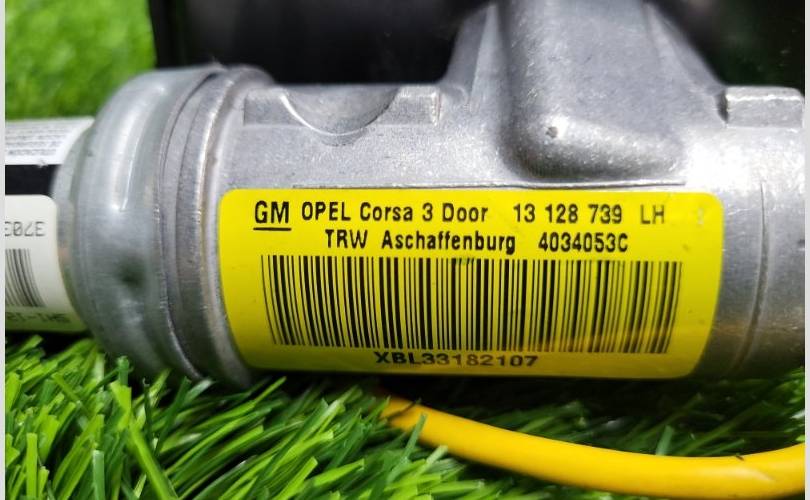 GM OPEL Corsa 3 Door 13 128 739 LH
TRW Aschaffenburg 4034053C
XBL33182107